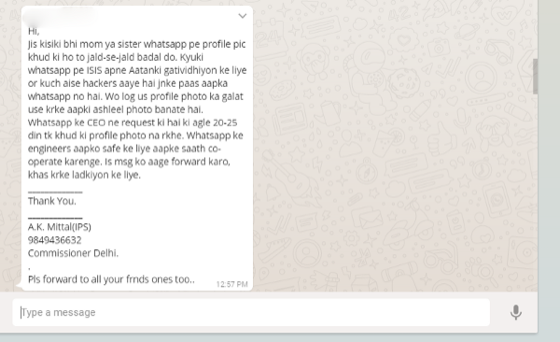 Hi,
Jis kisiki bhi mom ya sister whatsapp pe profile pic
khud ki ho to jald-se-jald badal do. Kyuki
whatsapp pe ISIS apne Aatanki gatividhiyon ke liye
or kuch aise hackers aaye hai jnke paas aapka
whatsapp no hai. Wo log us profile photo ka galat
use krke aapki ashleel photo banate hai.
Whatsapp ke CEO ne request ki hai ki agle 20-25
din tk khud ki profile photo na rkhe. Whatsapp ke
engineers aapko safe ke liye aapke saath co-
operate karenge. Is msg ko aage forward karo,
khas krke ladkiyon ke liye.
Thank You.
A.K. Mittal(IPS)
9849436632
Commissioner Delhi.
.
Pls forward to all your frnds ones too..
12:57 PM
Type a message